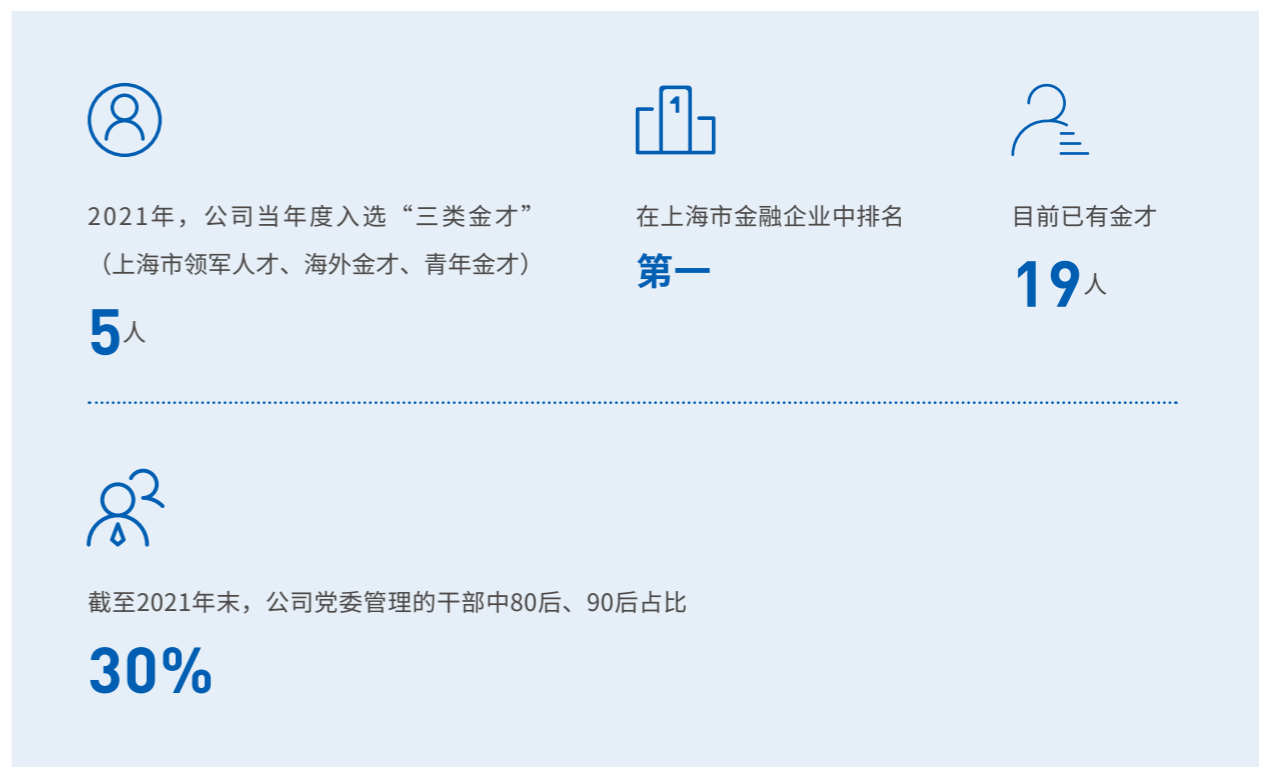 1
2021年，公司当年度入选“三类金才”
（上海市领军人才、海外金才、青年金才）
5人
在上海市金融企业中排名
第一
目前已有金才
19人
截至2021年末，公司党委管理的干部中80后、90后占比
30%